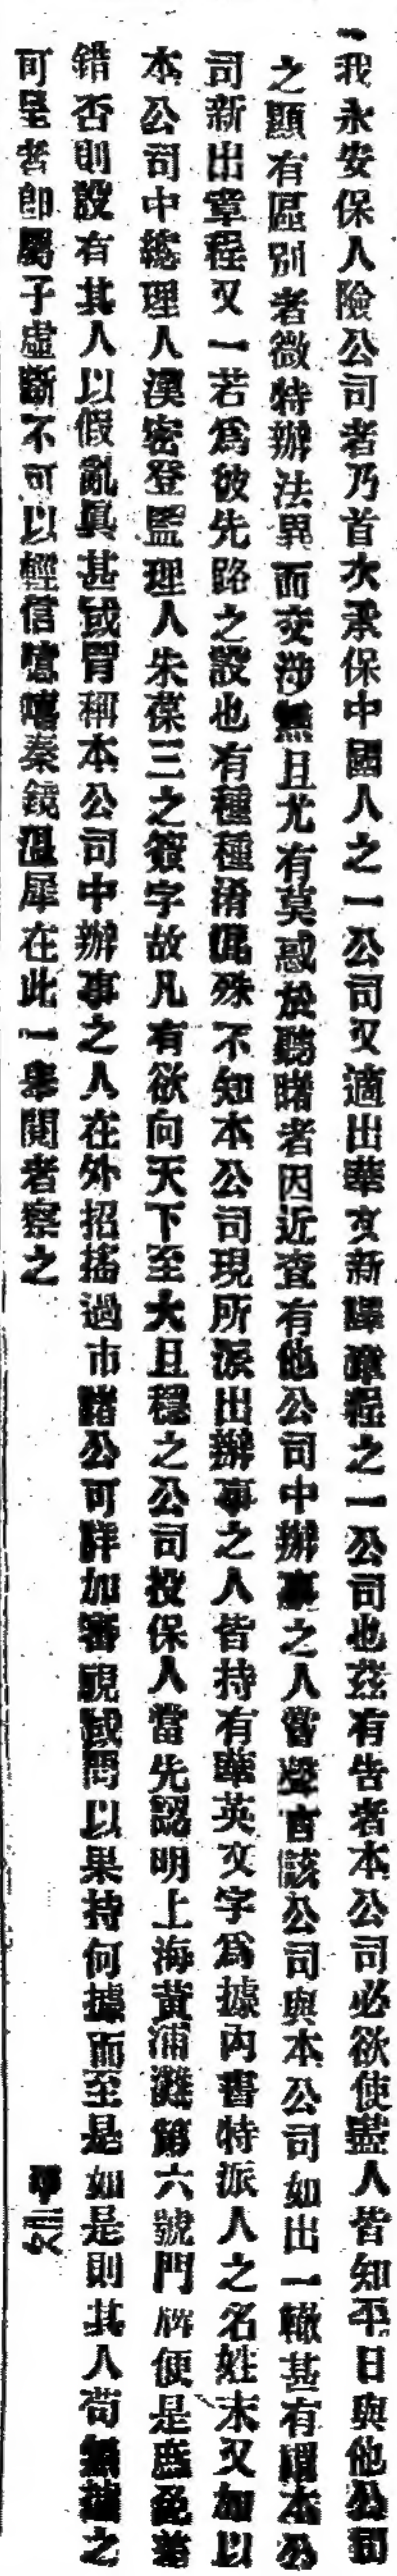 我永安保人險公司者乃首次承保中國人之一公司又適出華文新譯章程之一公司也茲有告者本公司必欲使盡人皆知平日與他公司
之顯有區別者微特辦法異而交涉無且尤有莫惑於聽睹者因近查有他公司中辦事之人嘗聲言該公司與本公司如出一轍甚有謂本公
司新出章程又一若爲彼先路之設也有種種淆混殊不知本公司現所派出辦事之人皆持有華英文字爲據內書特派人之名姓末又加以
本公司中總理人漢密登監理人朱葆三之簽字故凡有欲向天下至大且穩之公司投保人當先認明上海黃浦灘第六號門牌便是庶免差
錯否則設有其人以假亂眞甚或冒稱本公司中辦事之人在外招搖過市諸公可詳加審視或問以果持何據而至是如是則其人苟無據之
可呈者卽屬子虛斷不可以輕信噫嘻秦鏡溫犀在此一舉閱者察之